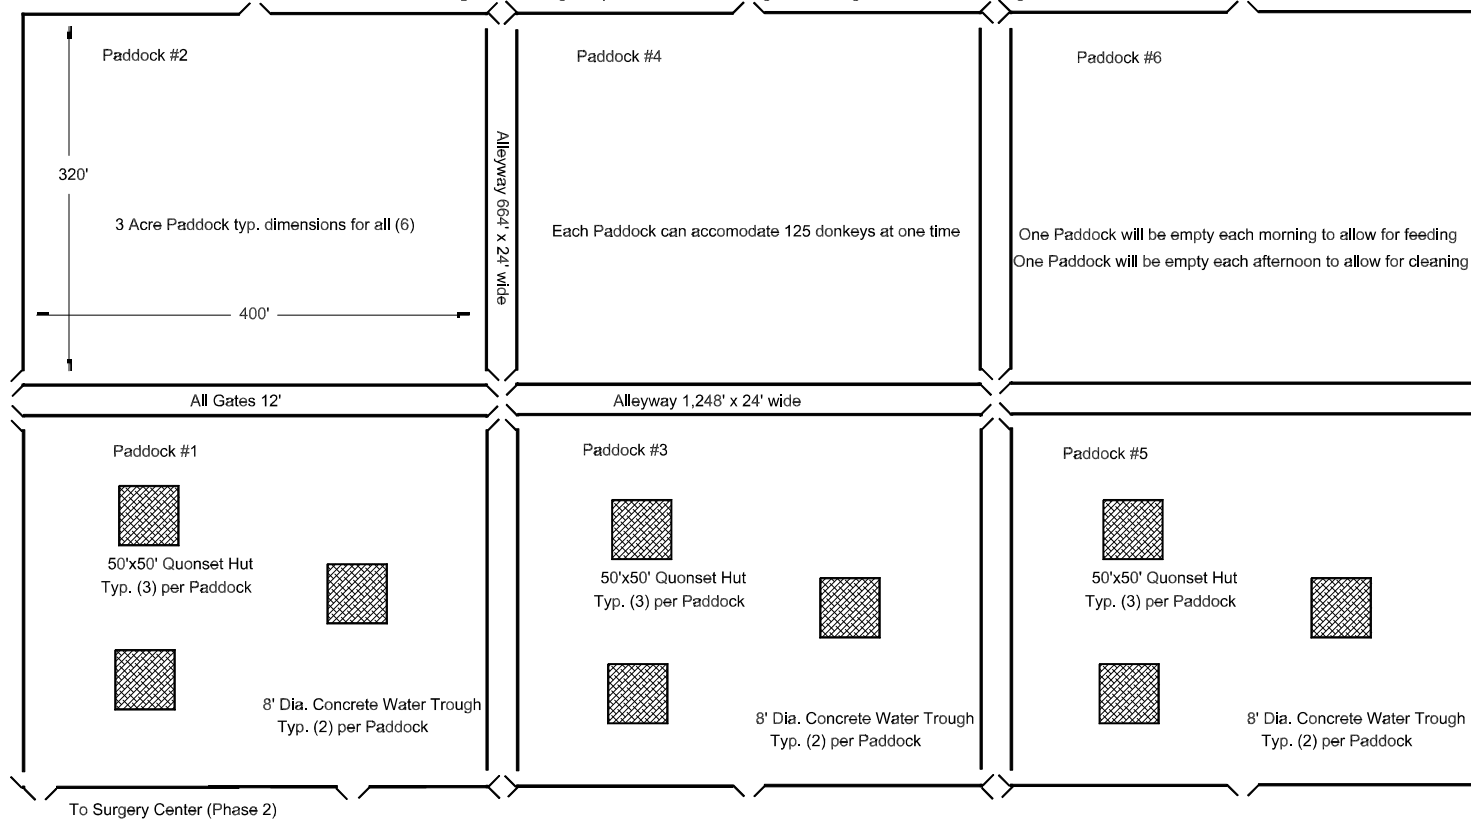 Paddock #2
Paddock #4
Paddock #6
320'
Alleyway 664' x 24' wide
3 Acre Paddock typ. dimensions for all (6)
Each Paddock can accomodate 125 donkeys at one time
One Paddock will be empty each morning to allow for feeding
One Paddock will be empty each afternoon to allow for cleaning
400'
All Gates 12'
Alleyway 1,248' x 24' wide
Paddock #1
Paddock #3
Paddock #5
50'x50' Quonset Hut
Typ. (3) per Paddock
50'x50' Quonset Hut
Typ. (3) per Paddock
50'x50' Quonset Hut
Typ. (3) per Paddock
8' Dia. Concrete Water Trough
Typ. (2) per Paddock
8' Dia. Concrete Water Trough
Typ. (2) per Paddock
8' Dia. Concrete Water Trough
Typ. (2) per Paddock
To Surgery Center (Phase 2)